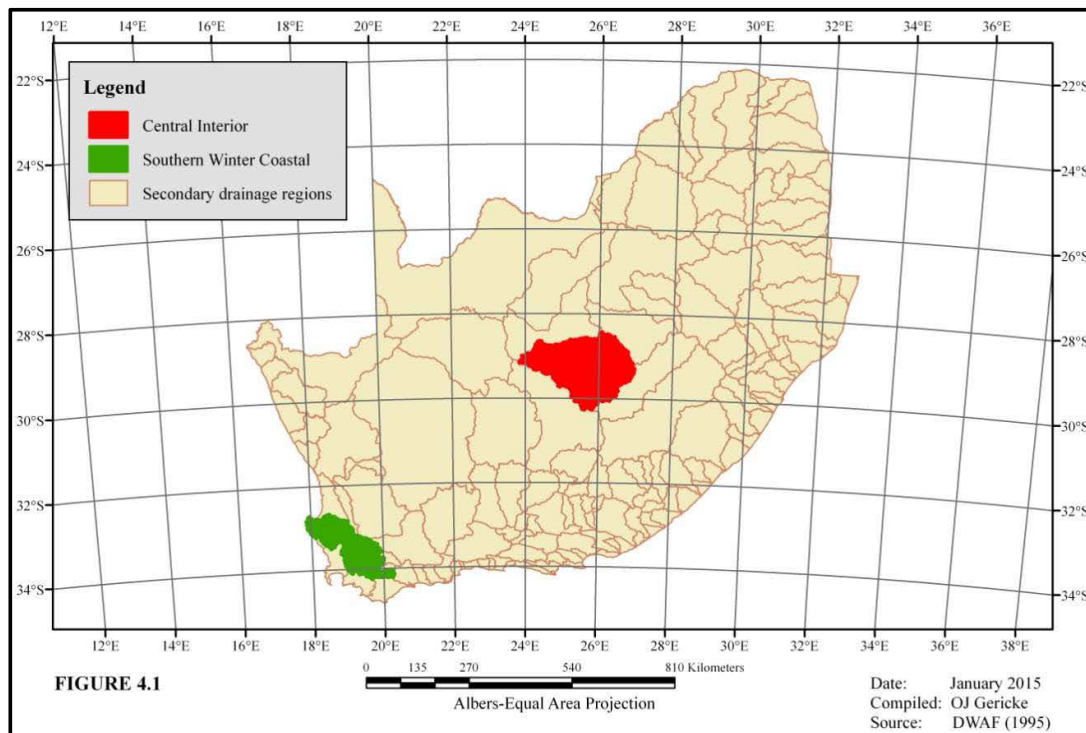 12°E 14°E 16°E 18°E 20°E 22°E 24°E 26°E 28°E 30°E 32°E 34°E 36°E 38°E
Legend
Central Interior
Southern Winter Coastal
Secondary drainage regions
22°S 22°S
24°S 24°S
26°S 26°S
28°S 28°S
30°S 30°S
32°S 32°S
34°S 34°S
12°E 14°E 16°E 18°E 20°E 22°E 24°E 26°E 28°E 30°E 32°E 34°E 36°E
0 135 270 540 810 Kilometers
Albers-Equal Area Projection
FIGURE 4.1
Date: January 2015
Compiled: OJ Gericke
Source: DWAF (1995)